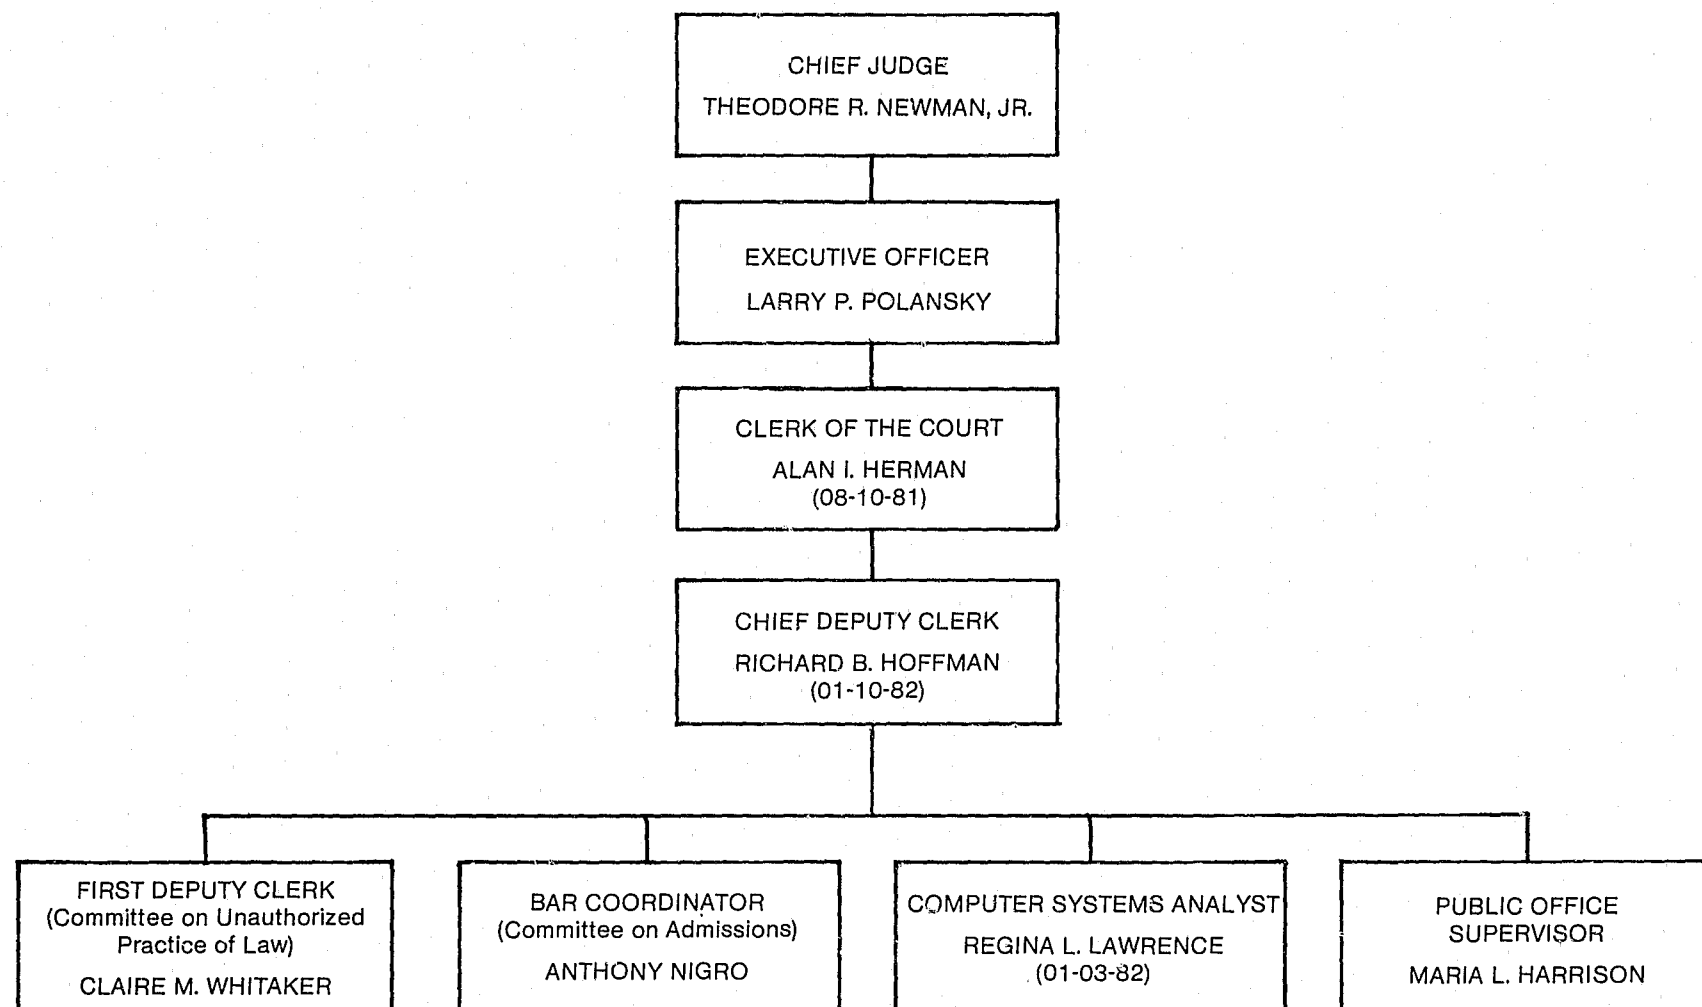 CHIEF JUDGE
THEODORE R. NEWMAN, JR.
EXECUTIVE OFFICER
LARRY P. POLANSKY
CLERK OF THE COURT
ALAN I. HERMAN
(08-10-81)
CHIEF DEPUTY CLERK
RICHARD B. HOFFMAN
(01-10-82)
FIRST DEPUTY CLERK
(Committee on Unauthorized
Practice of Law)
CLAIRE M. WHITAKER
BAR COORDINATOR
(Committee on Admissions)
ANTHONY NIGRO
COMPUTER SYSTEMS ANALYST
REGINA L. LAWRENCE
(01-03-82)
PUBLIC OFFICE
SUPERVISOR
MARIA L. HARRISON